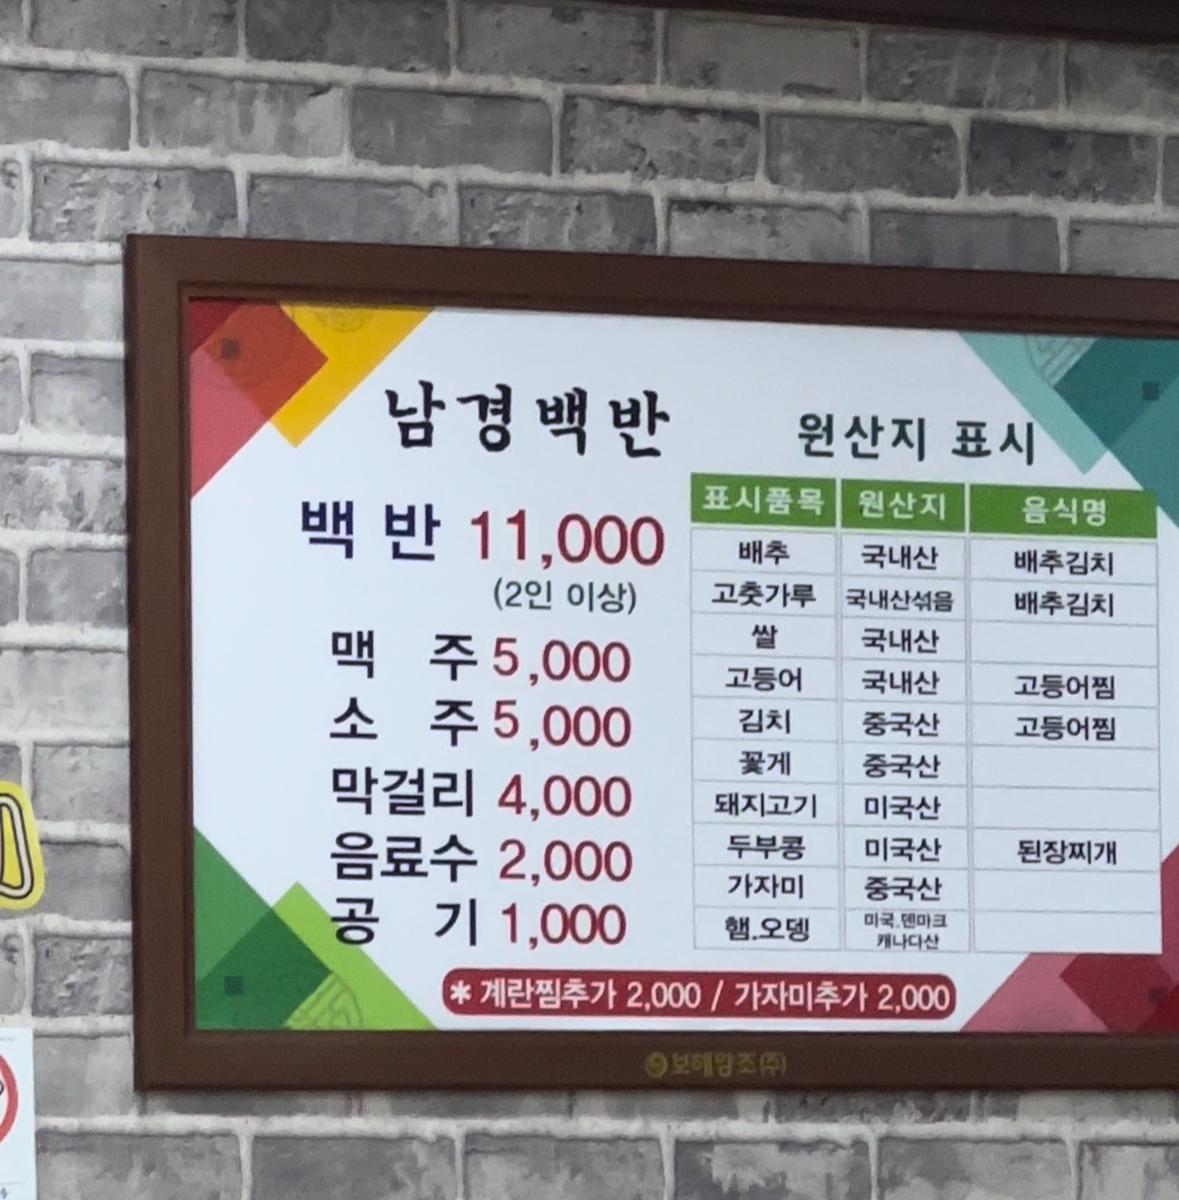 남경백반
백 반 11,000
(2인 이상)
맥 주 5,000
소 주 5,000
막걸리 4,000
음료수 2,000
공 기 1,000
원산지 표시
표시품목 원산지 음식명
배추 국내산 배추김치
고춧가루 국내산섞음 배추김치
쌀 국내산
고등어 국내산 고등어찜
김치 중국산 고등어찜
꽃게 중국산
돼지고기 미국산
두부콩 미국산 된장찌개
가자미 중국산
햄.오뎅 미국.덴마크
캐나다산
* 계란찜추가 2,000 / 가자미추가 2,000
보해양조(주)